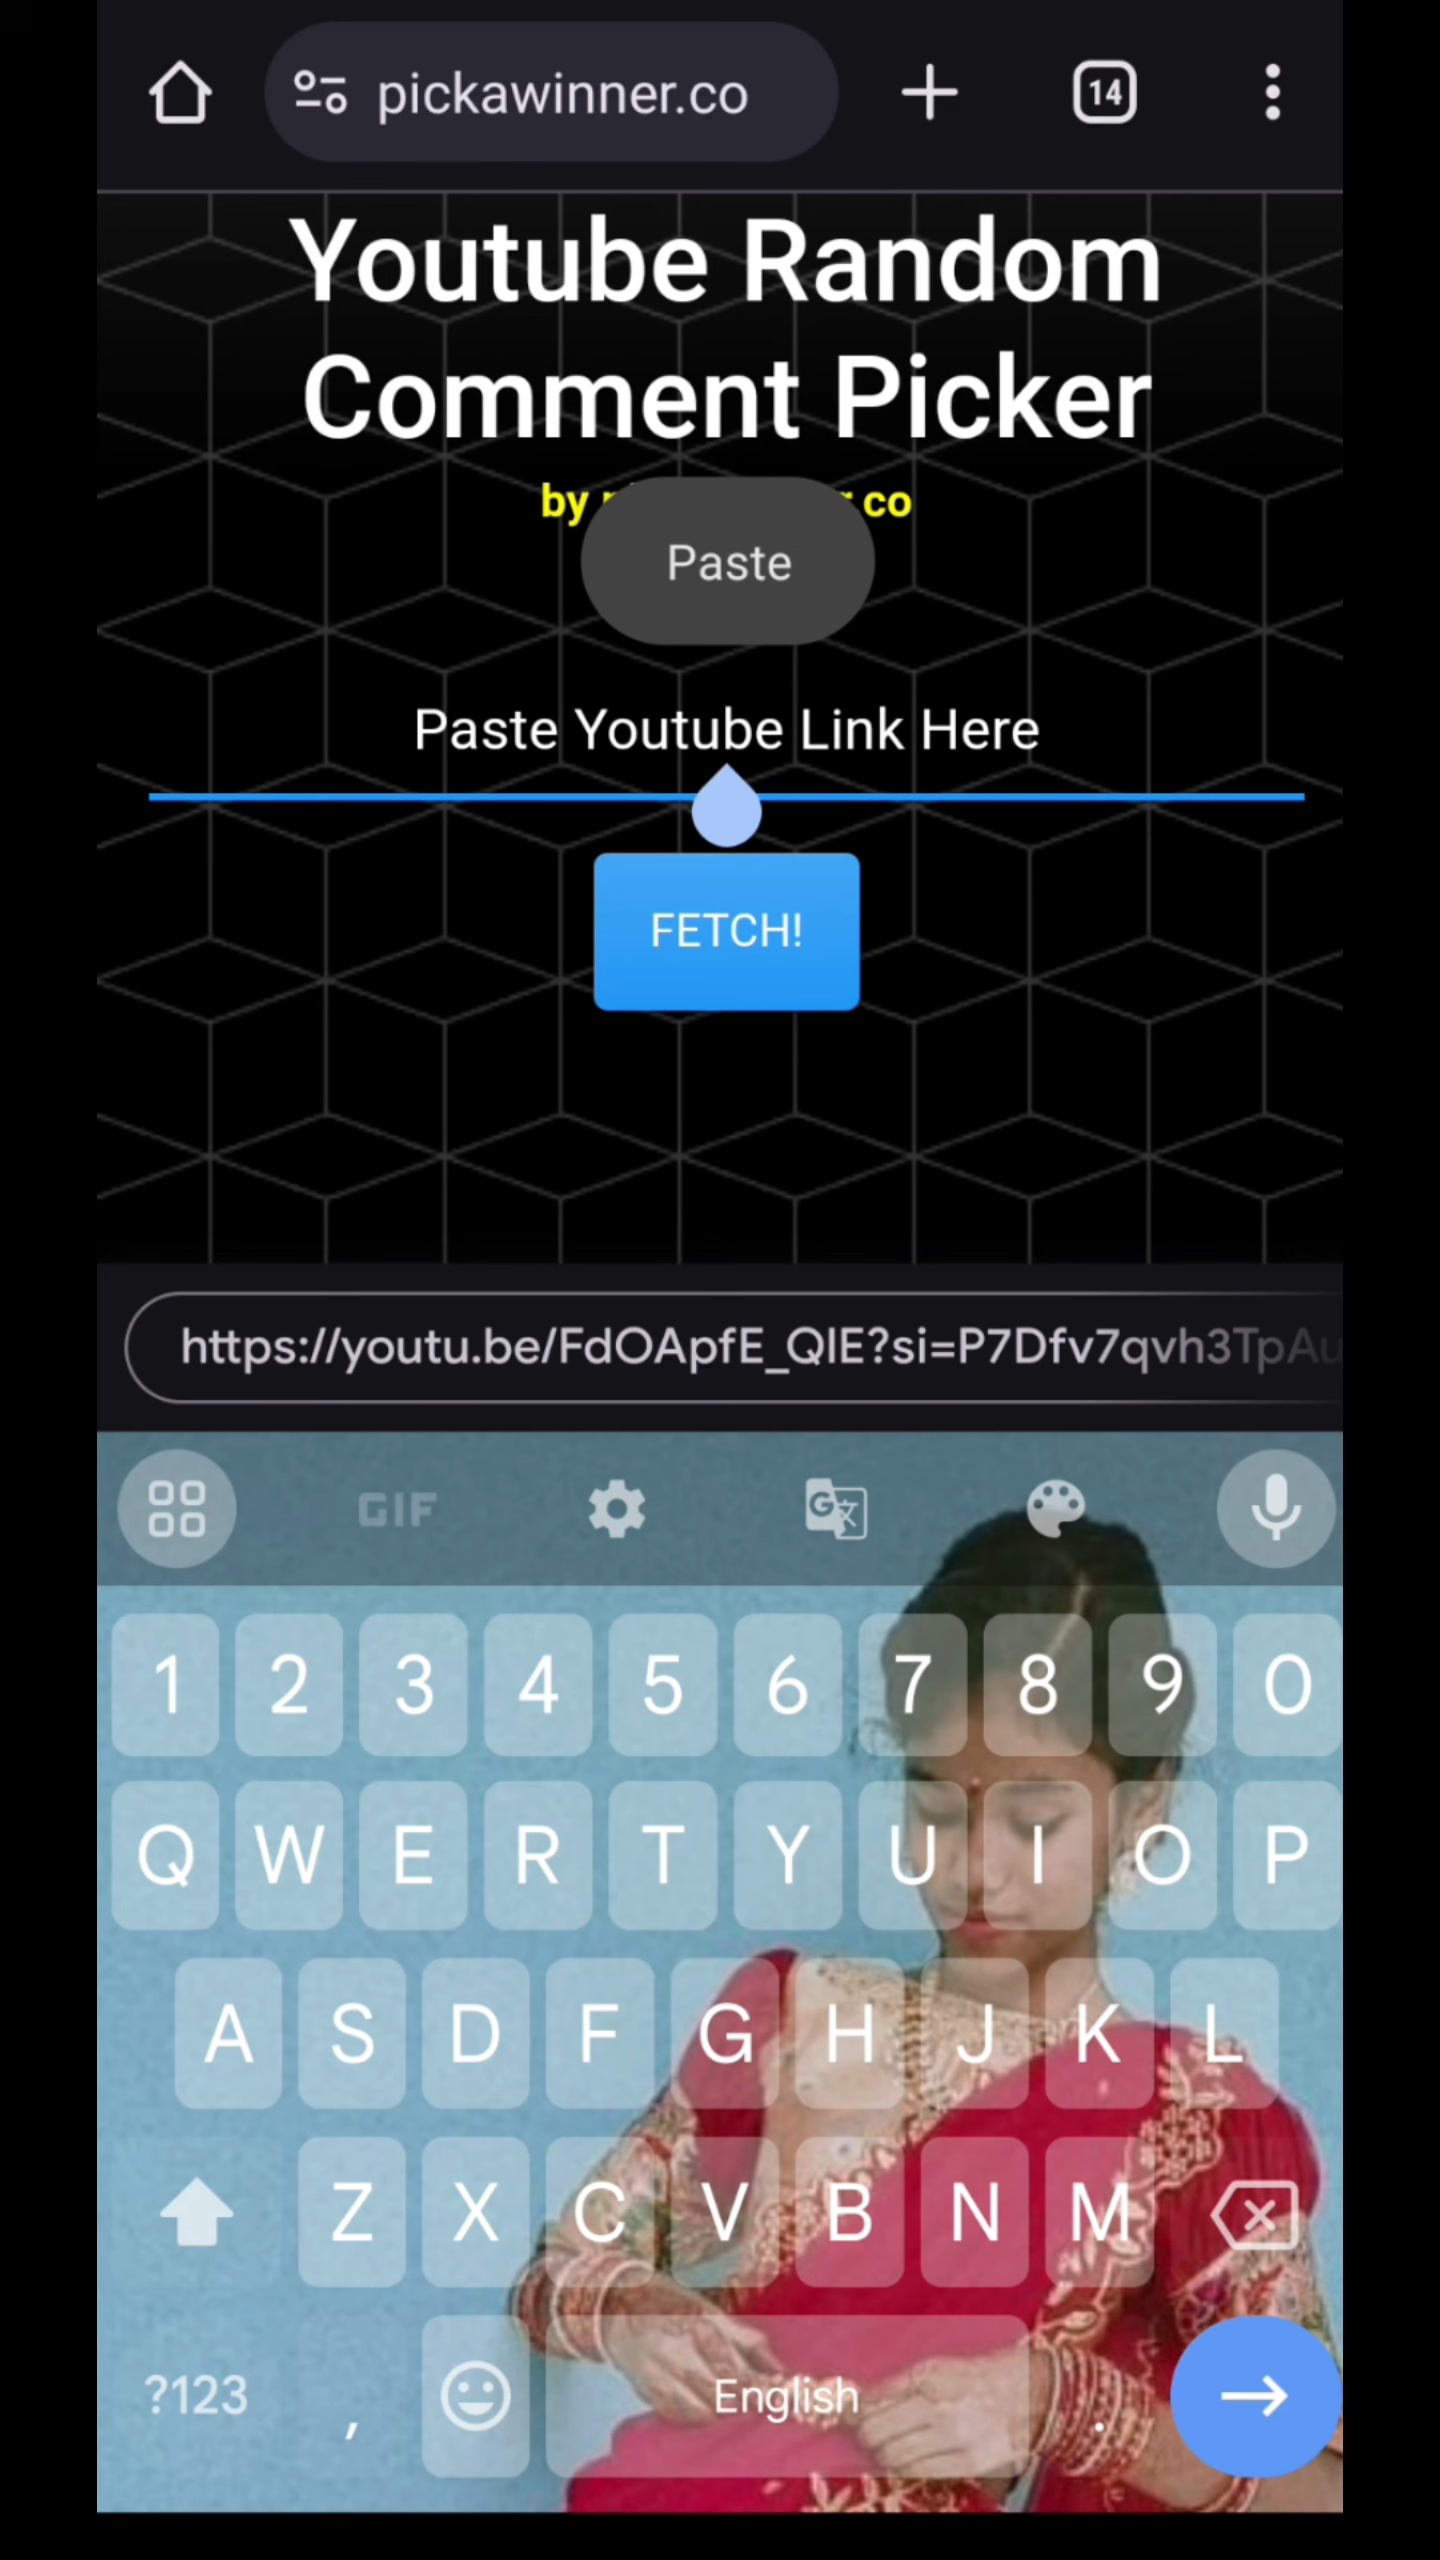 pickawinner.co
14
Youtube Random
Comment Picker
by co
Paste
Paste Youtube Link Here
FETCH!
https://youtu.be/FdOApfE_QIE?si=P7Dfv7qvh3TpAu
GIF
1 2 3 4 5 6 7 8 9 0
Q W E R T Y U I O P
A S D F G H J K L
Z X C V B N M
?123 , English .